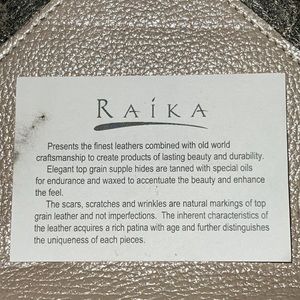 RAÍKA
Presents the finest leathers combined with old world
craftsmanship to create products of lasting beauty and durability.
Elegant top grain supple hides are tanned with special oils
for endurance and waxed to accentuate the beauty and enhance
the feel.
The scars, scratches and wrinkles are natural markings of top
grain leather and not imperfections. The inherent characteristics of
the leather acquires a rich patina with age and further distinguishes
the uniqueness of each pieces.